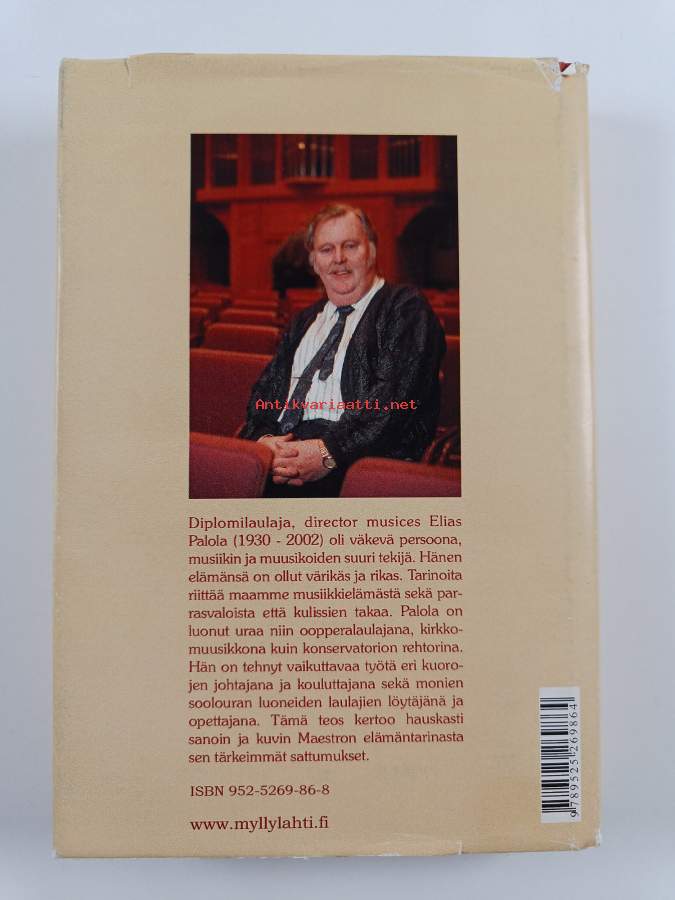 Antikvariaatti.net
Diplomilaulaja, director musices Elias
Palola (1930 - 2002) oli väkevä persoona,
musiikin ja muusikoiden suuri tekijä. Hänen
elämänsä on ollut värikäs ja rikas. Tarinoita
riittää maamme musiikkielämästä sekä par-
rasvaloista että kulissien takaa. Palola on
luonut uraa niin oopperalaulajana, kirkko-
muusikkona kuin konservatorion rehtorina.
Hän on tehnyt vaikuttavaa työtä eri kuoro-
jen johtajana ja kouluttajana sekä monien
soolouran luoneiden laulajien löytäjänä ja
opettajana. Tämä teos kertoo hauskasti
sanoin ja kuvin Maestron elämäntarinasta
sen tärkeimmät sattumukset.
ISBN 952-5269-86-8
www.myllylahti.fi
9789525269864